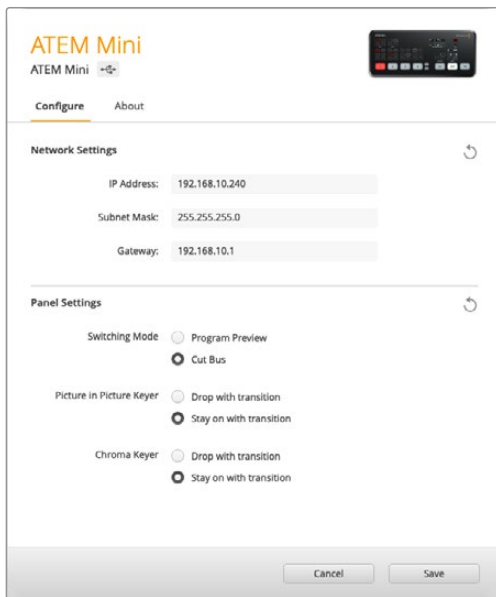 ATEM Mini
ATEM Mini
Configure About
Network Settings
IP Address: 192.168.10.240
Subnet Mask: 255.255.255.0
Gateway: 192.168.10.1
Panel Settings
Switching Mode Program Preview
Cut Bus
Picture in Picture Keyer Drop with transition
Stay on with transition
Chroma Keyer Drop with transition
Stay on with transition
Cancel Save